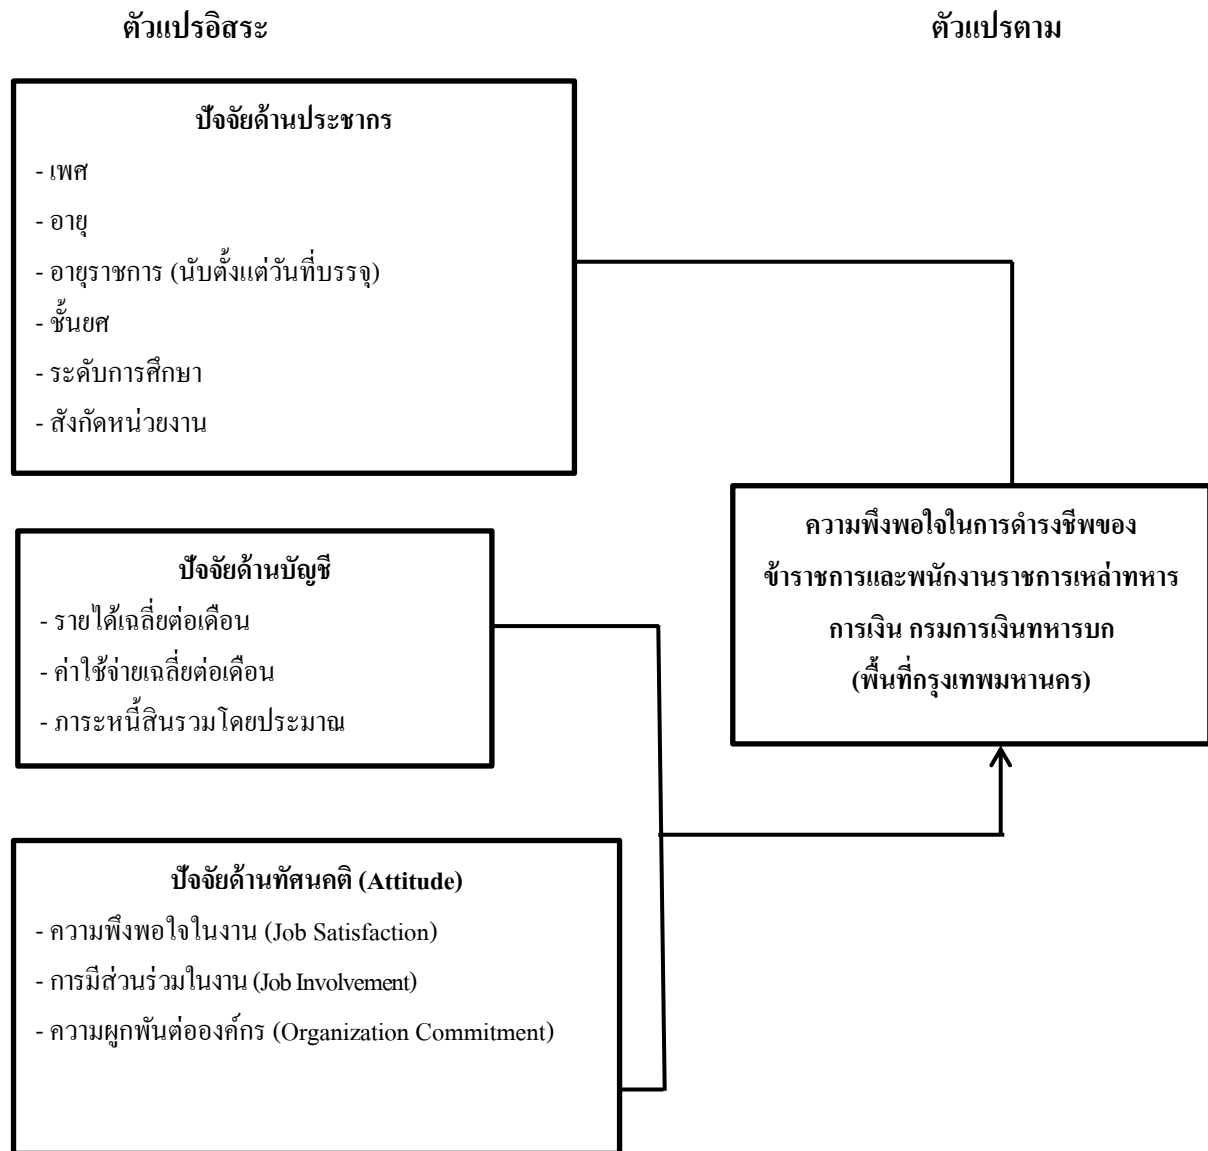 ตัวแปรอิสระ
ตัวแปรตาม
ปัจจัยด้านประชากร
- เพศ
- อายุ
- อายุราชการ (นับตั้งแต่วันที่บรรจุ)
- ชั้นยศ
- ระดับการศึกษา
- สังกัดหน่วยงาน
ปัจจัยด้านบัญชี
- รายได้เฉลี่ยต่อเดือน
- ค่าใช้จ่ายเฉลี่ยต่อเดือน
- ภาระหนี้สินรวมโดยประมาณ
ปัจจัยด้านทัศนคติ (Attitude)
- ความพึงพอใจในงาน (Job Satisfaction)
- การมีส่วนร่วมในงาน (Job Involvement)
- ความผูกพันต่อองค์กร (Organization Commitment)
ความพึงพอใจในการดำรงชีพของ
ข้าราชการและพนักงานราชการเหล่าทหาร
การเงิน กรมการเงินทหารบก
(พื้นที่กรุงเทพมหานคร)